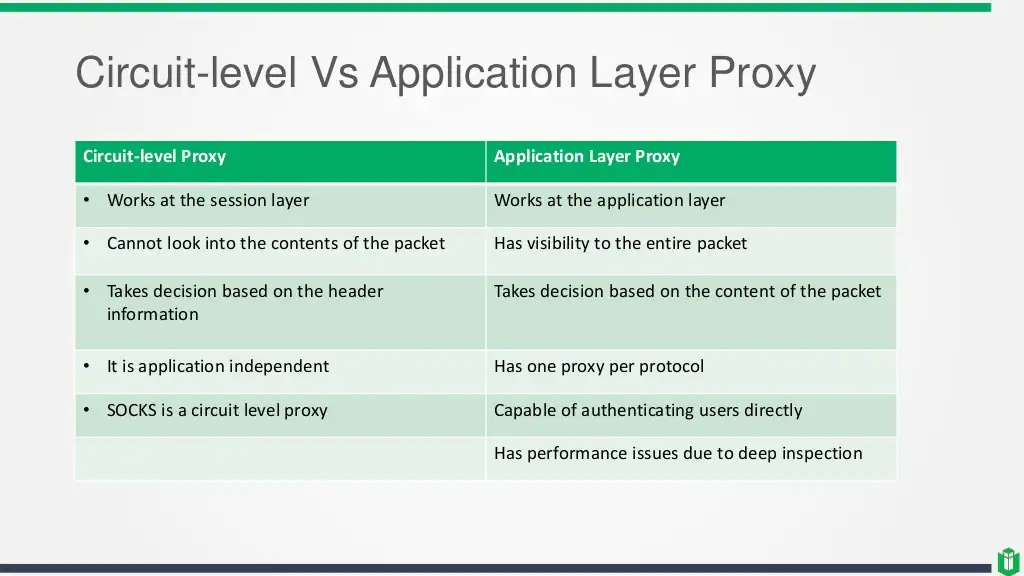 Circuit-level Vs Application Layer Proxy
Circuit-level Proxy
Application Layer Proxy
• Works at the session layer
Works at the application layer
• Cannot look into the contents of the packet
Has visibility to the entire packet
• Takes decision based on the header
information
Takes decision based on the content of the packet
• It is application independent
Has one proxy per protocol
• SOCKS is a circuit level proxy
Capable of authenticating users directly
Has performance issues due to deep inspection